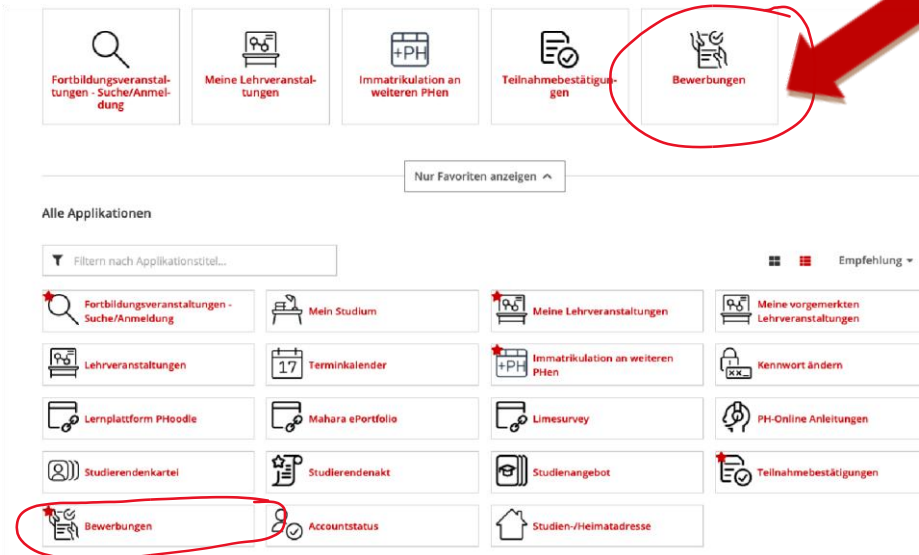 Fortbildungsveranstal-
tungen - Suche/Anmel-
dung
Meine Lehrveranstal-
tungen
+PH
Immatrikulation an
weiteren PHen
Teilnahmebestätigun-
gen
Bewerbungen
Nur Favoriten anzeigen
Alle Applikationen
Filtern nach Applikationstitel...
Empfehlung
Fortbildungsveranstaltungen -
Suche/Anmeldung
Mein Studium
Meine Lehrveranstaltungen
Meine vorgemerkten
Lehrveranstaltungen
Lehrveranstaltungen
17
Terminkalender
+PH
Immatrikulation an weiteren
PHen
Kennwort ändern
Lernplattform PHoodle
Mahara ePortfolio
Limesurvey
PH-Online Anleitungen
Studierendenkartei
Studierendenakt
Studienangebot
Teilnahmebestätigungen
Bewerbungen
Accountstatus
Studien-/Heimatadresse